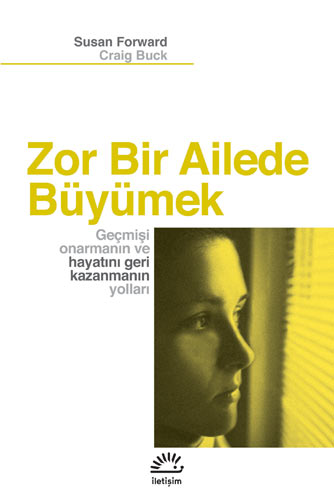 Susan Forward
Craig Buck
Zor Bir Ailede
Büyümek
Geçmişi
onarmanın ve
hayatını geri
kazanmanın
yolları
iletişim